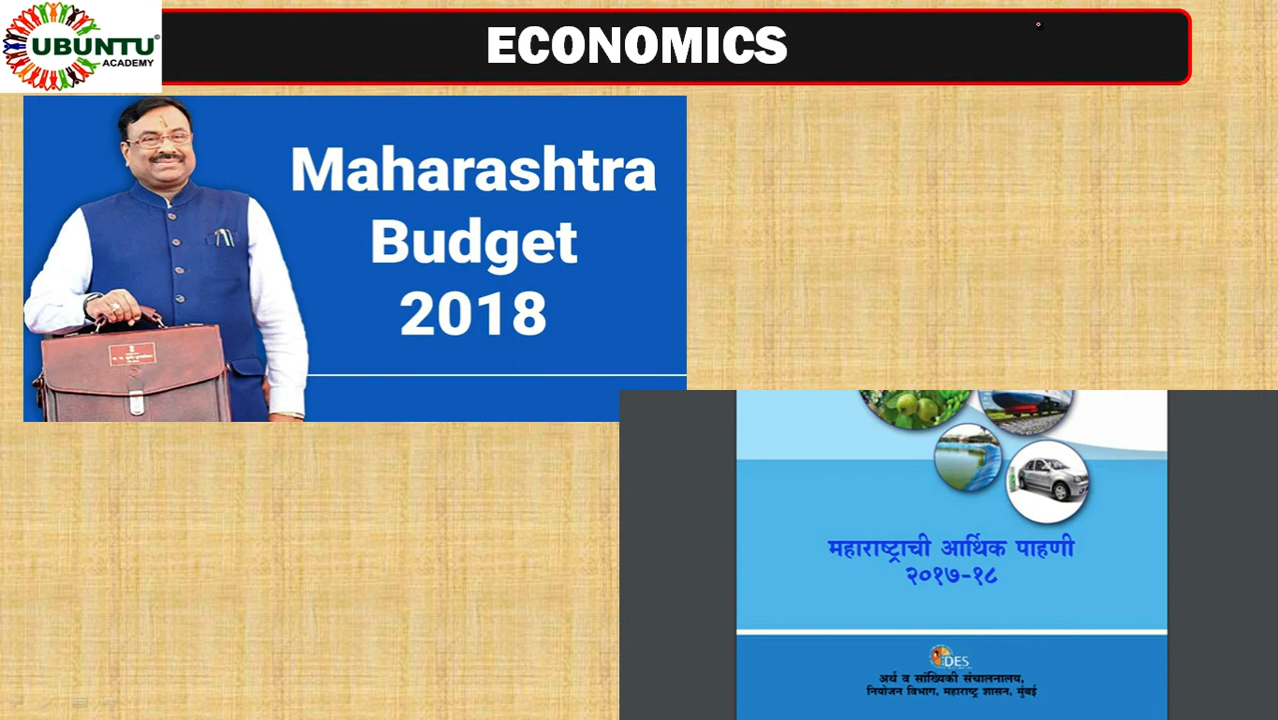 UBUNTU
ACADEMY
ECONOMICS
Maharashtra
Budget
2018
महाराष्ट्राची आर्थिक पाहणी
२०१७-१८
DES
अर्थ व सांख्यिकी संचालनालय,
नियोजन विभाग, महाराष्ट्र शासन, मुंबई